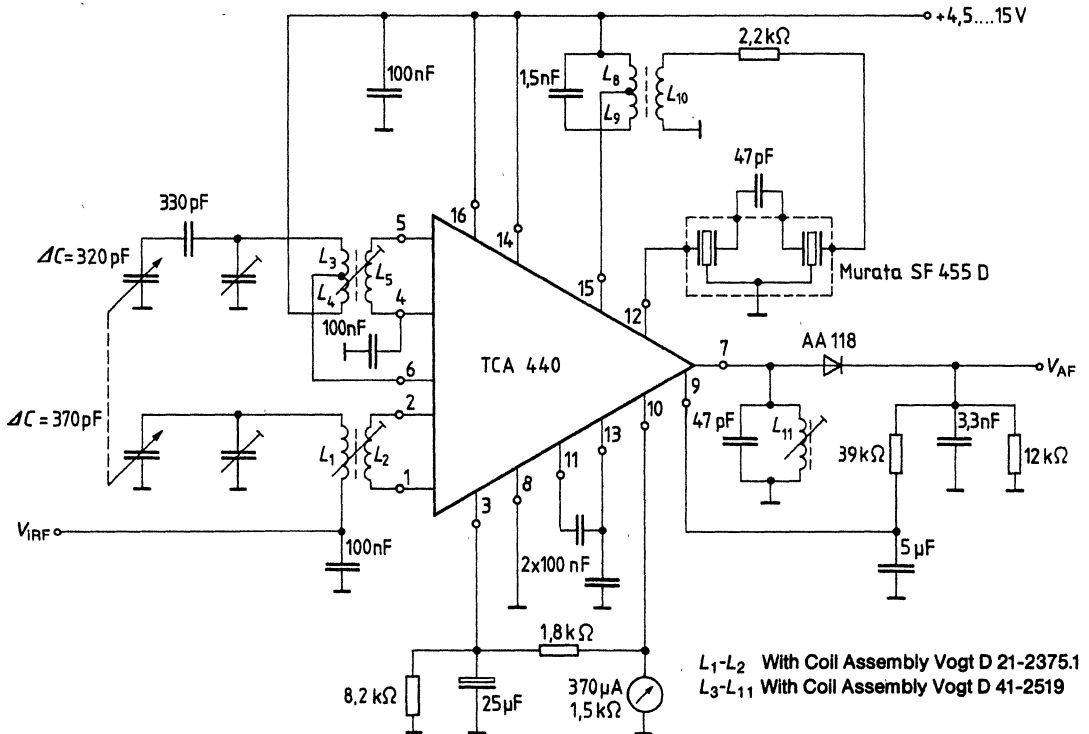 +4,5....15V
2,2kΩ
100nF
1,5nF
L8
L9
L10
47pF
330pF
ΔC=320pF
5
16
14
15
12
Murata SF 455 D
L3
L4
L5
4
100nF
6
TCA 440
7
AA 118
VAF
9
10
ΔC=370pF
2
L1
L2
1
3
8
11
13
47pF
L11
39kΩ
3,3nF
12kΩ
ViRF
100nF
2x100nF
5µF
1,8kΩ
8,2kΩ
25µF
370µA
1,5kΩ
L1-L2 With Coil Assembly Vogt D 21-2375.1
L3-L11 With Coil Assembly Vogt D 41-2519